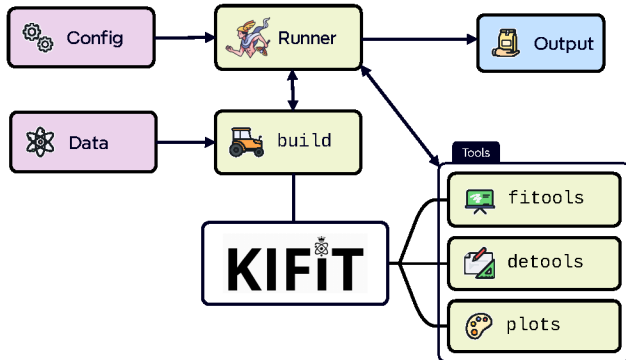 Config
Runner
Output
Data
build
Tools
fitools
KIFiT
detools
plots